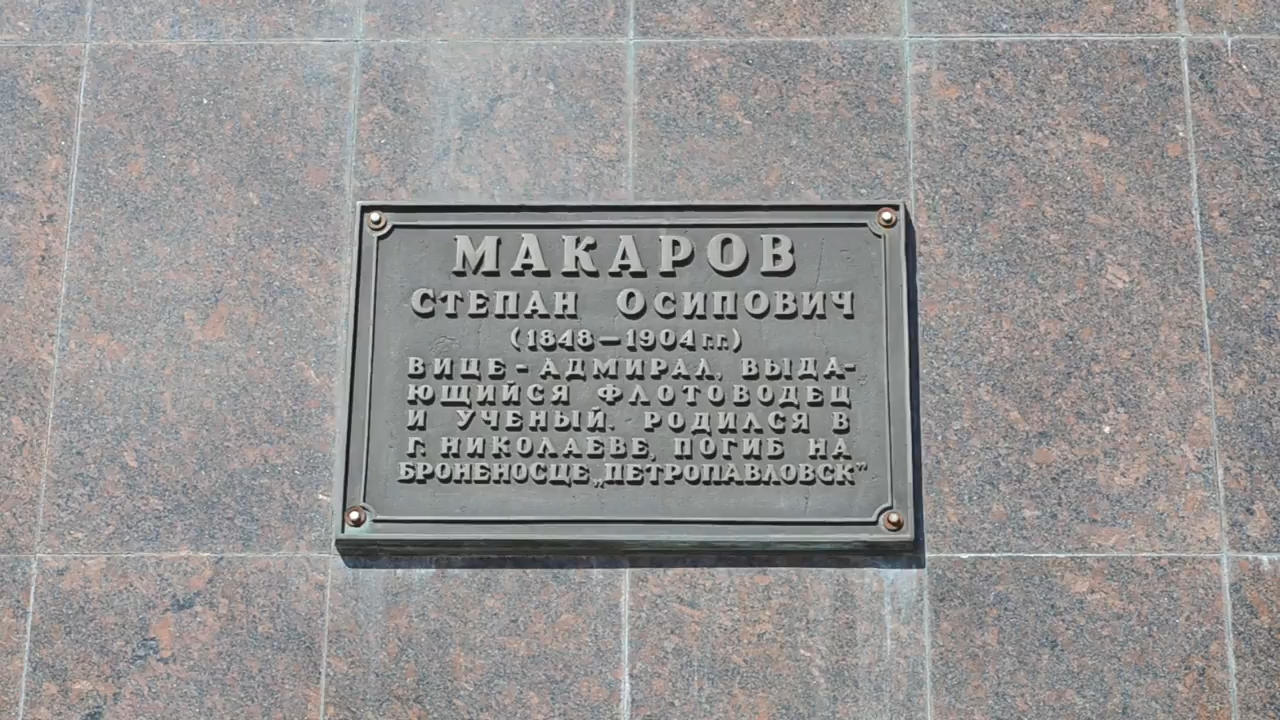 МАКАРОВ
СТЕПАН ОСИПОВИЧ
(1848–1904 г.г.)
ВИЦЕ-АДМИРАЛ, ВЫДА-
ЮЩИЙСЯ ФЛОТОВОДЕЦ
И УЧЕНЫЙ. РОДИЛСЯ В
Г. НИКОЛАЕВЕ, ПОГИБ НА
БРОНЕНОСЦЕ „ПЕТРОПАВЛОВСК”